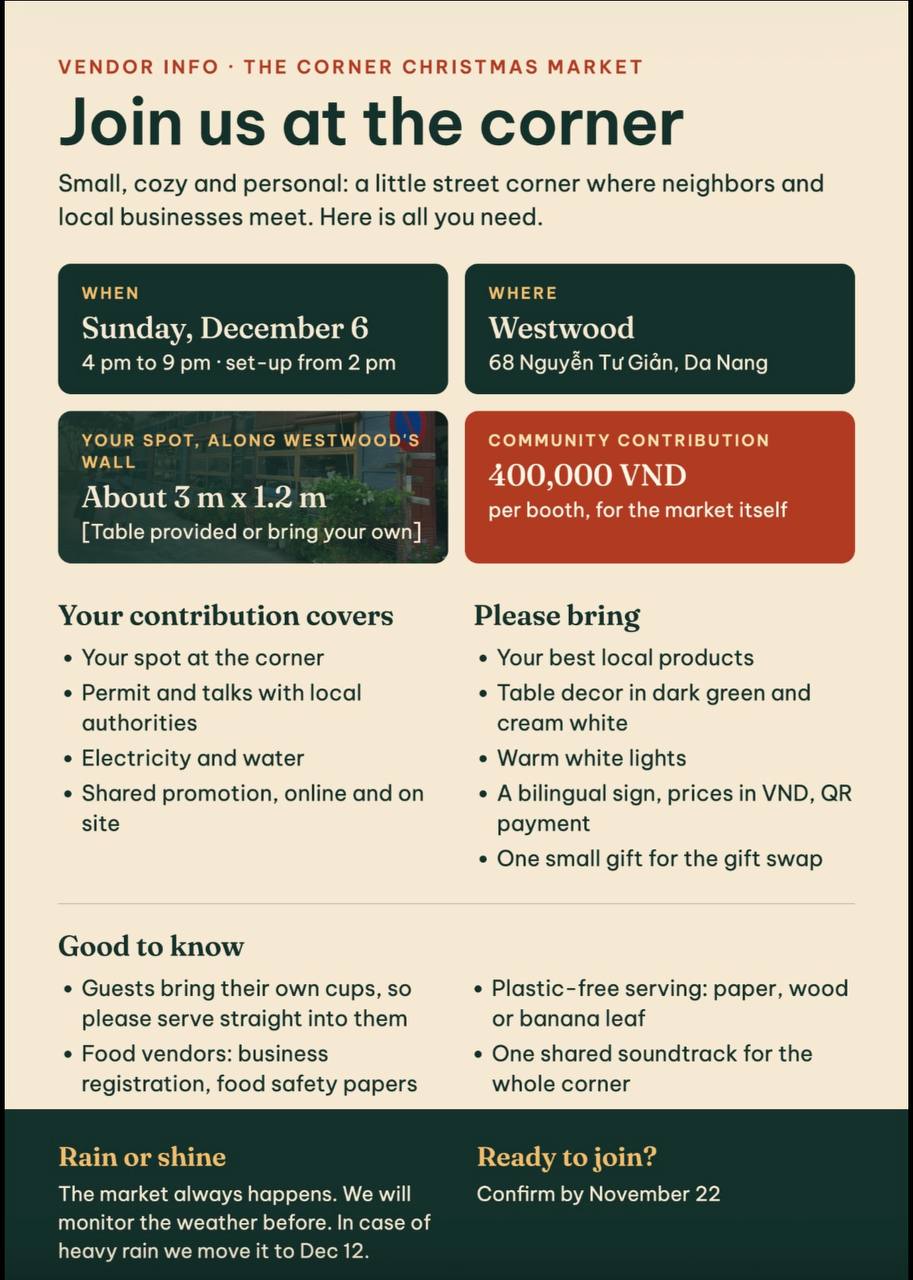 VENDOR INFO · THE CORNER CHRISTMAS MARKET
Join us at the corner
Small, cozy and personal: a little street corner where neighbors and
local businesses meet. Here is all you need.
WHEN
Sunday, December 6
4 pm to 9 pm · set-up from 2 pm
WHERE
Westwood
68 Nguyễn Tư Giản, Da Nang
YOUR SPOT, ALONG WESTWOOD'S
WALL
About 3 m x 1.2 m
[Table provided or bring your own]
COMMUNITY CONTRIBUTION
400,000 VND
per booth, for the market itself
Your contribution covers
• Your spot at the corner
• Permit and talks with local
authorities
• Electricity and water
• Shared promotion, online and on
site
Please bring
• Your best local products
• Table decor in dark green and
cream white
• Warm white lights
• A bilingual sign, prices in VND, QR
payment
• One small gift for the gift swap
Good to know
• Guests bring their own cups, so
please serve straight into them
• Food vendors: business
registration, food safety papers
• Plastic-free serving: paper, wood
or banana leaf
• One shared soundtrack for the
whole corner
Rain or shine
The market always happens. We will
monitor the weather before. In case of
heavy rain we move it to Dec 12.
Ready to join?
Confirm by November 22